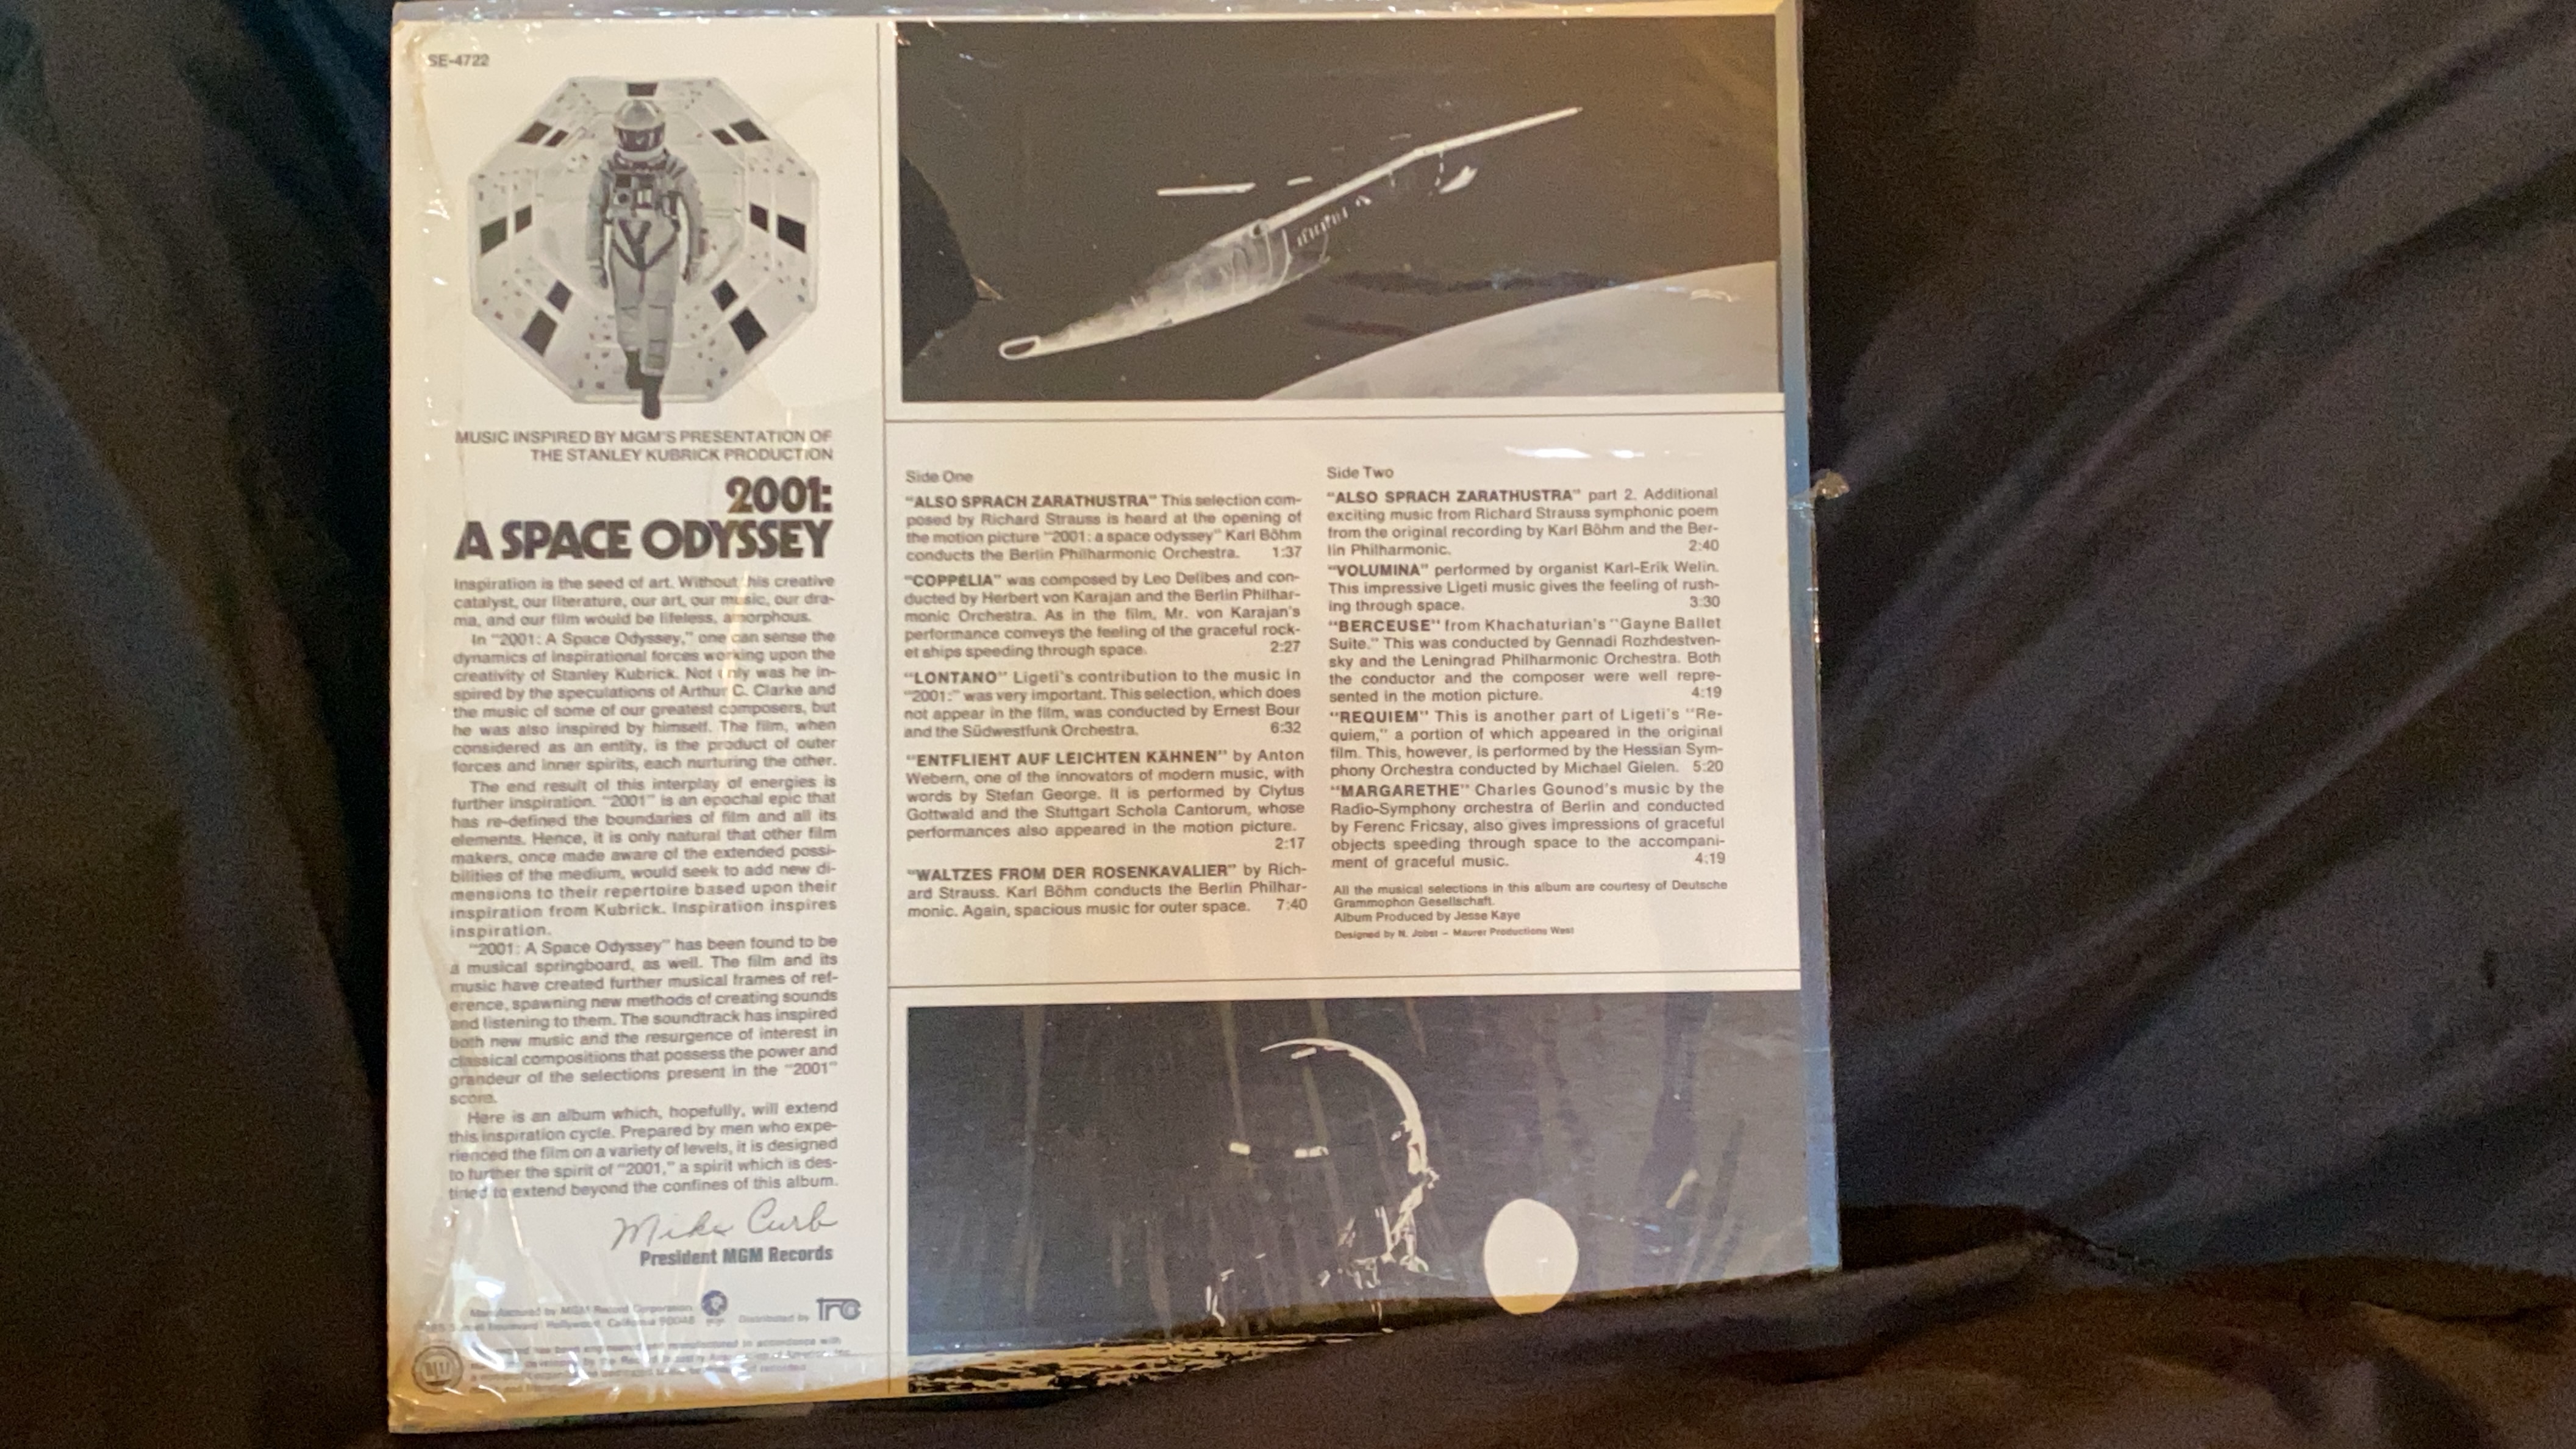 SE-4722
MUSIC INSPIRED BY MGM'S PRESENTATION OF
THE STANLEY KUBRICK PRODUCTION
2001:
A SPACE ODYSSEY
Inspiration is the seed of art. Without his creative
catalyst, our literature, our art, our music, our dra-
ma, and our film would be lifeless, amorphous.
In "2001: A Space Odyssey," one can sense the
dynamics of inspirational forces working upon the
creativity of Stanley Kubrick. Not only was he in-
spired by the speculations of Arthur C. Clarke and
the music of some of our greatest composers, but
he was also inspired by himself. The film, when
considered as an entity, is the product of outer
forces and inner spirits, each nurturing the other.
The end result of this interplay of energies is
further inspiration. "2001" is an epochal epic that
has re-defined the boundaries of film and all its
elements. Hence, it is only natural that other film
makers, once made aware of the extended possi-
bilities of the medium, would seek to add new di-
mensions to their repertoire based upon their
inspiration from Kubrick. Inspiration inspires
inspiration.
"2001: A Space Odyssey" has been found to be
a musical springboard, as well. The film and its
music have created further musical frames of ref-
erence, spawning new methods of creating sounds
and listening to them. The soundtrack has inspired
both new music and the resurgence of interest in
classical compositions that possess the power and
grandeur of the selections present in the "2001"
score.
Here is an album which, hopefully, will extend
this inspiration cycle. Prepared by men who expe-
rienced the film on a variety of levels, it is designed
to further the spirit of "2001," a spirit which is des-
tined to extend beyond the confines of this album.
Mike Curb
President MGM Records
Manufactured by MGM Record Corporation
Hollywood, California 90046
Distributed by TRC
Side One
"ALSO SPRACH ZARATHUSTRA" This selection com-
posed by Richard Strauss is heard at the opening of
the motion picture "2001: a space odyssey" Karl Böhm
conducts the Berlin Philharmonic Orchestra. 1:37
"COPPÉLIA" was composed by Leo Delibes and con-
ducted by Herbert von Karajan and the Berlin Philhar-
monic Orchestra. As in the film, Mr. von Karajan's
performance conveys the feeling of the graceful rock-
et ships speeding through space. 2:27
"LONTANO" Ligeti's contribution to the music in
"2001:" was very important. This selection, which does
not appear in the film, was conducted by Ernest Bour
and the Südwestfunk Orchestra. 6:32
"ENTFLIEHT AUF LEICHTEN KÄHNEN" by Anton
Webern, one of the innovators of modern music, with
words by Stefan George. It is performed by Clytus
Gottwald and the Stuttgart Schola Cantorum, whose
performances also appeared in the motion picture.
2:17
"WALTZES FROM DER ROSENKAVALIER" by Rich-
ard Strauss. Karl Böhm conducts the Berlin Philhar-
monic. Again, spacious music for outer space. 7:40
Side Two
"ALSO SPRACH ZARATHUSTRA" part 2. Additional
exciting music from Richard Strauss symphonic poem
from the original recording by Karl Böhm and the Ber-
lin Philharmonic. 2:40
"VOLUMINA" performed by organist Karl-Erik Welin.
This impressive Ligeti music gives the feeling of rush-
ing through space. 3:30
"BERCEUSE" from Khachaturian's "Gayne Ballet
Suite." This was conducted by Gennadi Rozhdestven-
sky and the Leningrad Philharmonic Orchestra. Both
the conductor and the composer were well repre-
sented in the motion picture. 4:19
"REQUIEM" This is another part of Ligeti's "Re-
quiem," a portion of which appeared in the original
film. This, however, is performed by the Hessian Sym-
phony Orchestra conducted by Michael Gielen. 5:20
"MARGARETHE" Charles Gounod's music by the
Radio-Symphony orchestra of Berlin and conducted
by Ferenc Fricsay, also gives impressions of graceful
objects speeding through space to the accompani-
ment of graceful music. 4:19
All the musical selections in this album are courtesy of Deutsche
Grammophon Gesellschaft.
Album Produced by Jesse Kaye
Designed by N. Jobst – Maurer Productions West